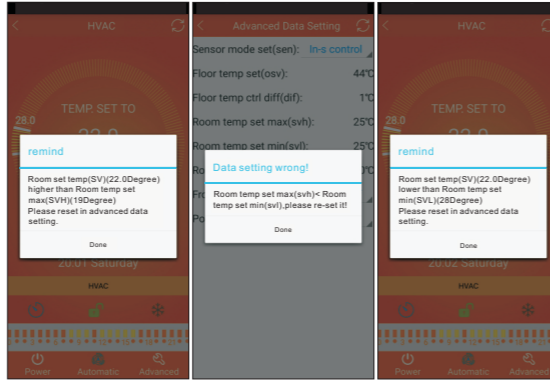 HVAC
TEMP. SET TO
28.0
22.0
remind
Room set temp(SV)(22.0Degree)
higher than Room temp set
max(SVH)(19Degree)
Please reset in advanced data
setting.
Done
20:01 Saturday
HVAC
Power
Automatic
Advanced
Advanced Data Setting
Sensor mode set(sen): In-s control
Floor temp set(osv): 44℃
Floor temp ctrl diff(dif): 1℃
Room temp set max(svh): 25℃
Room temp set min(svl): 25℃
Data setting wrong!
Room temp set max(svh)< Room
temp set min(svl),please re-set it!
Done
HVAC
TEMP. SET TO
28.0
remind
Room set temp(SV)(22.0Degree)
lower than Room temp set
min(SVL)(28Degree)
Please reset in advanced data
setting.
Done
20:02 Saturday
HVAC
Power
Automatic
Advanced